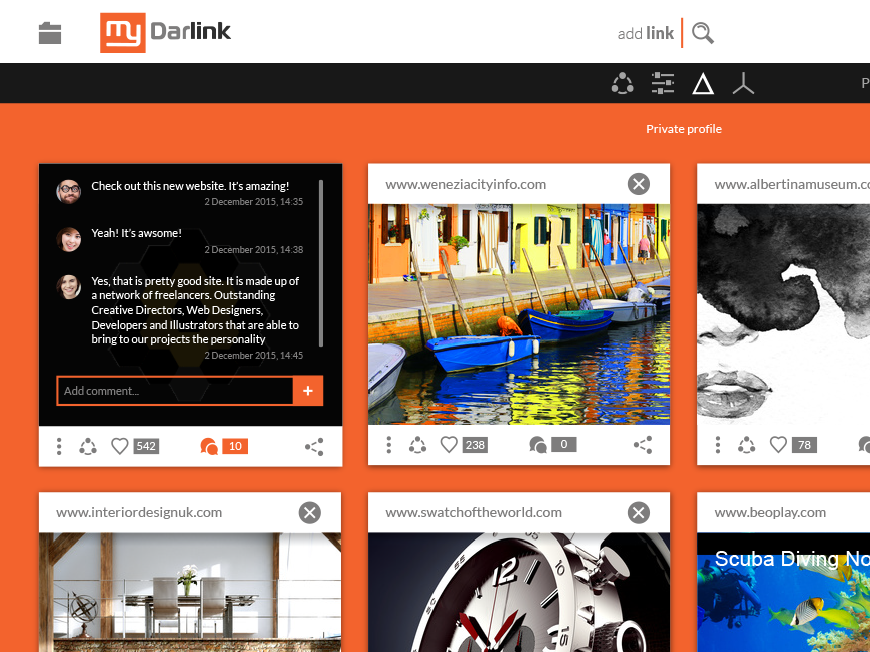 my Darlink
add link
P
Private profile
Check out this new website. It's amazing!
2 December 2015, 14:35
Yeah! It's awsome!
2 December 2015, 14:38
Yes, that is pretty good site. It is made up of
a network of freelancers. Outstanding
Creative Directors, Web Designers,
Developers and Illustrators that are able to
bring to our projects the personality
2 December 2015, 14:45
Add comment...
542
10
www.weneziacityinfo.com
238
0
www.albertinamuseum.c
78
www.interiordesignuk.com
www.swatchoftheworld.com
12
10
15
www.beoplay.com
Scuba Diving No